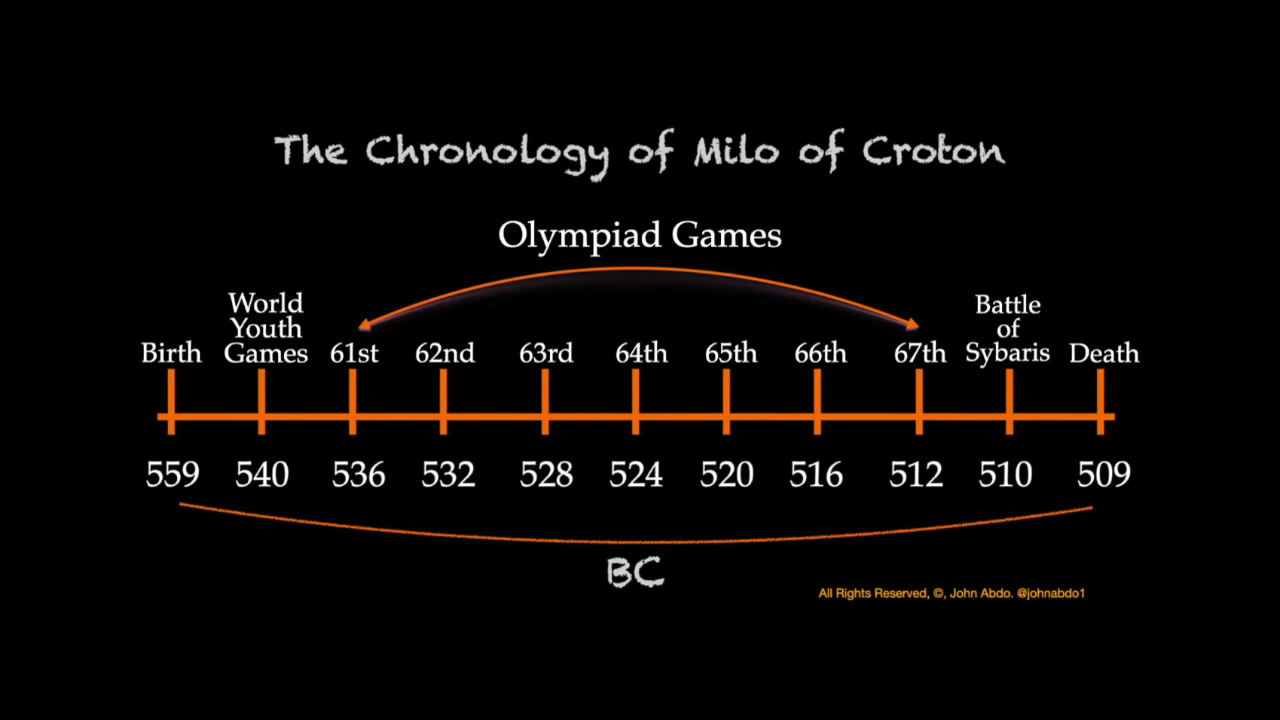 The Chronology of Milo of Croton
Olympiad Games
World
Youth
Games
Battle
of
Sybaris
Birth 61st 62nd 63rd 64th 65th 66th 67th Death
559 540 536 532 528 524 520 516 512 510 509
BC
All Rights Reserved, ©, John Abdo. @johnabdo1